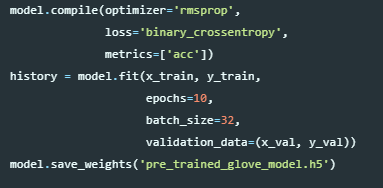 model.compile(optimizer='rmsprop',
              loss='binary_crossentropy',
              metrics=['acc'])
history = model.fit(x_train, y_train,
                    epochs=10,
                    batch_size=32,
                    validation_data=(x_val, y_val))
model.save_weights('pre_trained_glove_model.h5')